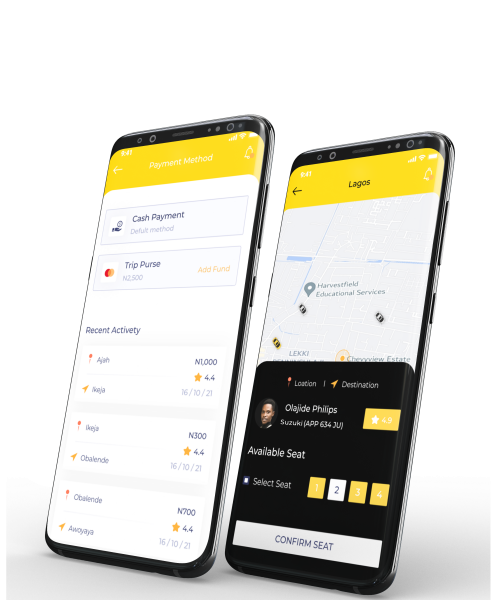 9:41
Payment Method
Cash Payment
Defult method
Trip Purse
N2,500
Add Fund
Recent Activety
Ajah
N1,000
4.4
Ikeja
16 / 10 / 21
Ikeja
N300
4.4
Obalende
16 / 10 / 21
Obalende
N700
4.4
Awoyaya
16 / 10 / 21
9:41
Lagos
Harvestfield
Educational Services
LEKKI
Chevyview Estate
Loation | Destination
Olajide Philips
4.9
Suzuki (APP 634 JU)
Available Seat
Select Seat
1 2 3 4
CONFIRM SEAT